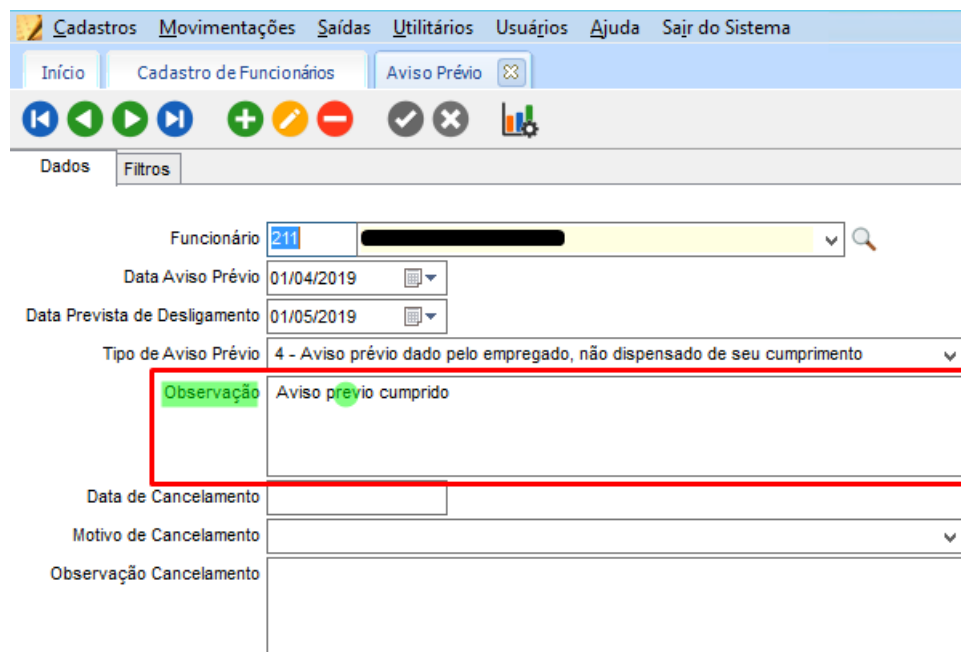 Cadastros Movimentações Saídas Utilitários Usuários Ajuda Sair do Sistema
Início Cadastro de Funcionários Aviso Prévio
Dados Filtros
Funcionário 211
Data Aviso Prévio 01/04/2019
Data Prevista de Desligamento 01/05/2019
Tipo de Aviso Prévio 4 - Aviso prévio dado pelo empregado, não dispensado de seu cumprimento
Observação Aviso previo cumprido
Data de Cancelamento
Motivo de Cancelamento
Observação Cancelamento